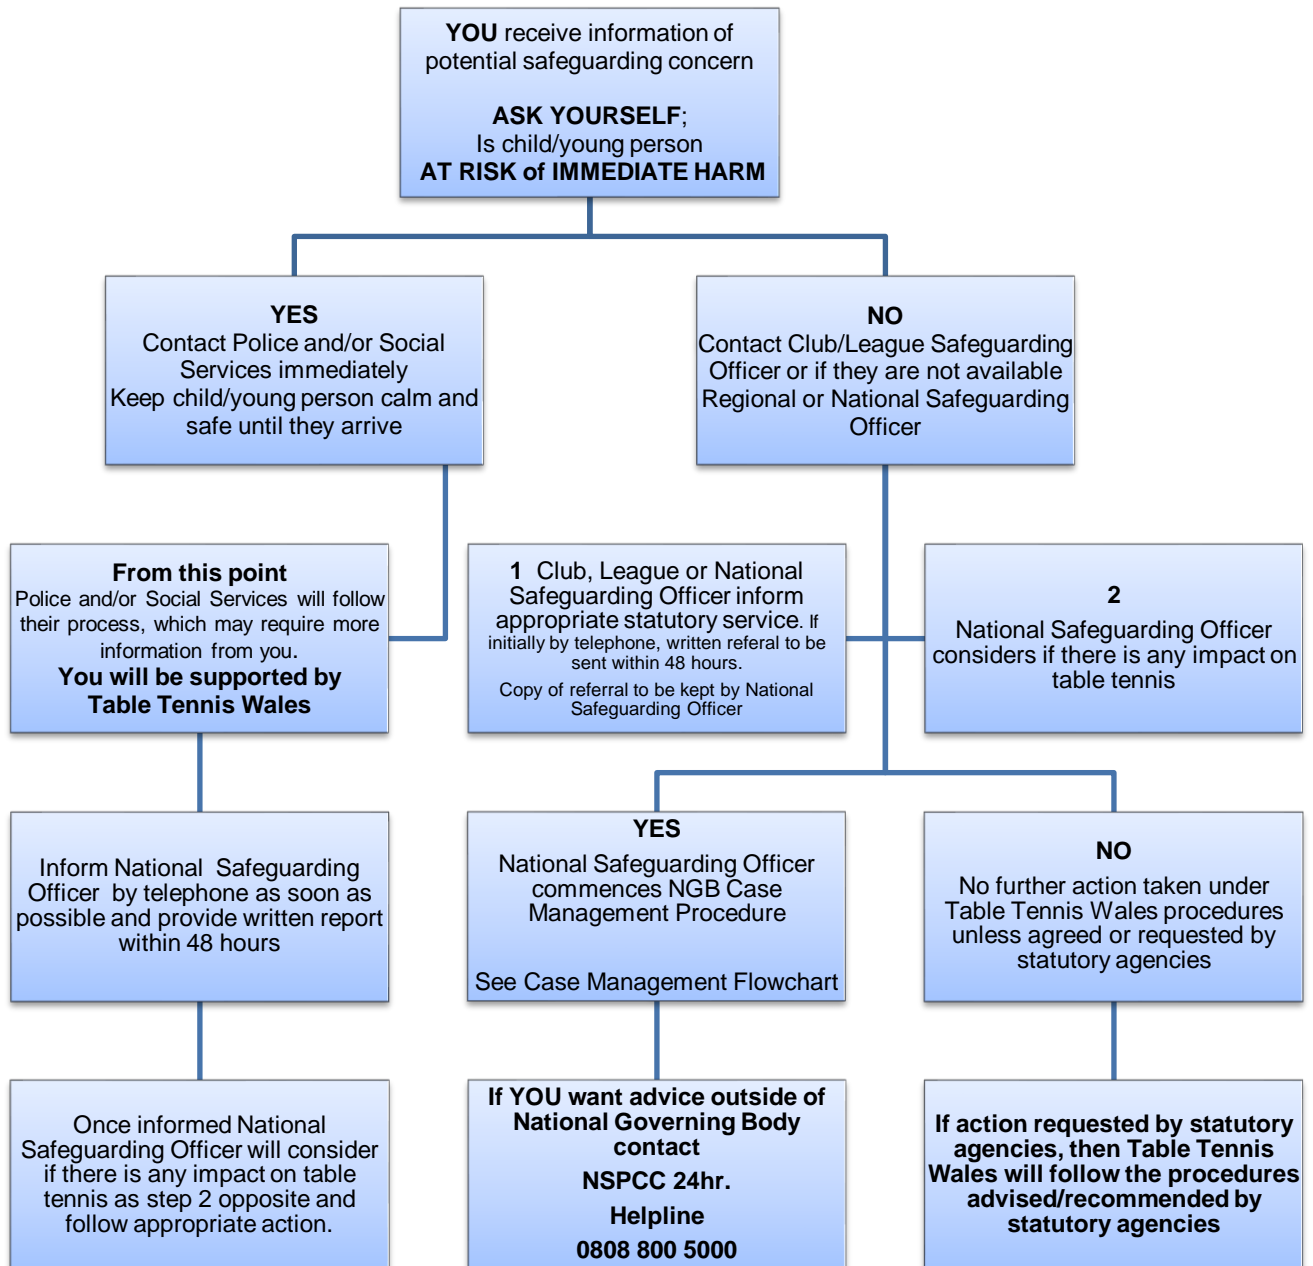 YOU receive information of
potential safeguarding concern
ASK YOURSELF;
Is child/young person
AT RISK of IMMEDIATE HARM
YES
Contact Police and/or Social
Services immediately
Keep child/young person calm and
safe until they arrive
NO
Contact Club/League Safeguarding
Officer or if they are not available
Regional or National Safeguarding
Officer
From this point
Police and/or Social Services will follow
their process, which may require more
information from you.
You will be supported by
Table Tennis Wales
1 Club, League or National
Safeguarding Officer inform
appropriate statutory service. If
initially by telephone, written referal to be
sent within 48 hours.
Copy of referral to be kept by National
Safeguarding Officer
2
National Safeguarding Officer
considers if there is any impact on
table tennis
Inform National Safeguarding
Officer by telephone as soon as
possible and provide written report
within 48 hours
YES
National Safeguarding Officer
commences NGB Case
Management Procedure
See Case Management Flowchart
NO
No further action taken under
Table Tennis Wales procedures
unless agreed or requested by
statutory agencies
Once informed National
Safeguarding Officer will consider
if there is any impact on table
tennis as step 2 opposite and
follow appropriate action.
If YOU want advice outside of
National Governing Body
contact
NSPCC 24hr.
Helpline
0808 800 5000
If action requested by statutory
agencies, then Table Tennis
Wales will follow the procedures
advised/recommended by
statutory agencies